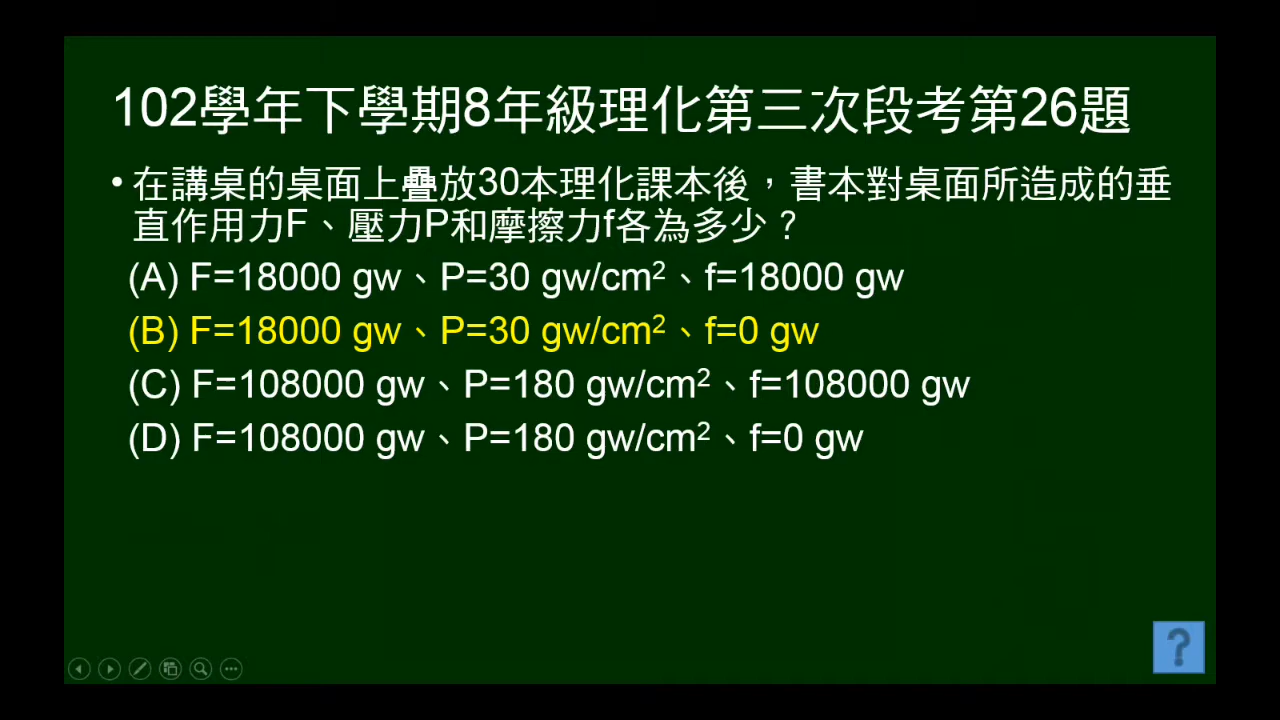 102學年下學期8年級理化第三次段考第26題
• 在講桌的桌面上疊放30本理化課本後，書本對桌面所造成的垂
直作用力F、壓力P和摩擦力f各為多少？
(A) F=18000 gw、P=30 gw/cm²、f=18000 gw
(B) F=18000 gw、P=30 gw/cm²、f=0 gw
(C) F=108000 gw、P=180 gw/cm²、f=108000 gw
(D) F=108000 gw、P=180 gw/cm²、f=0 gw
?